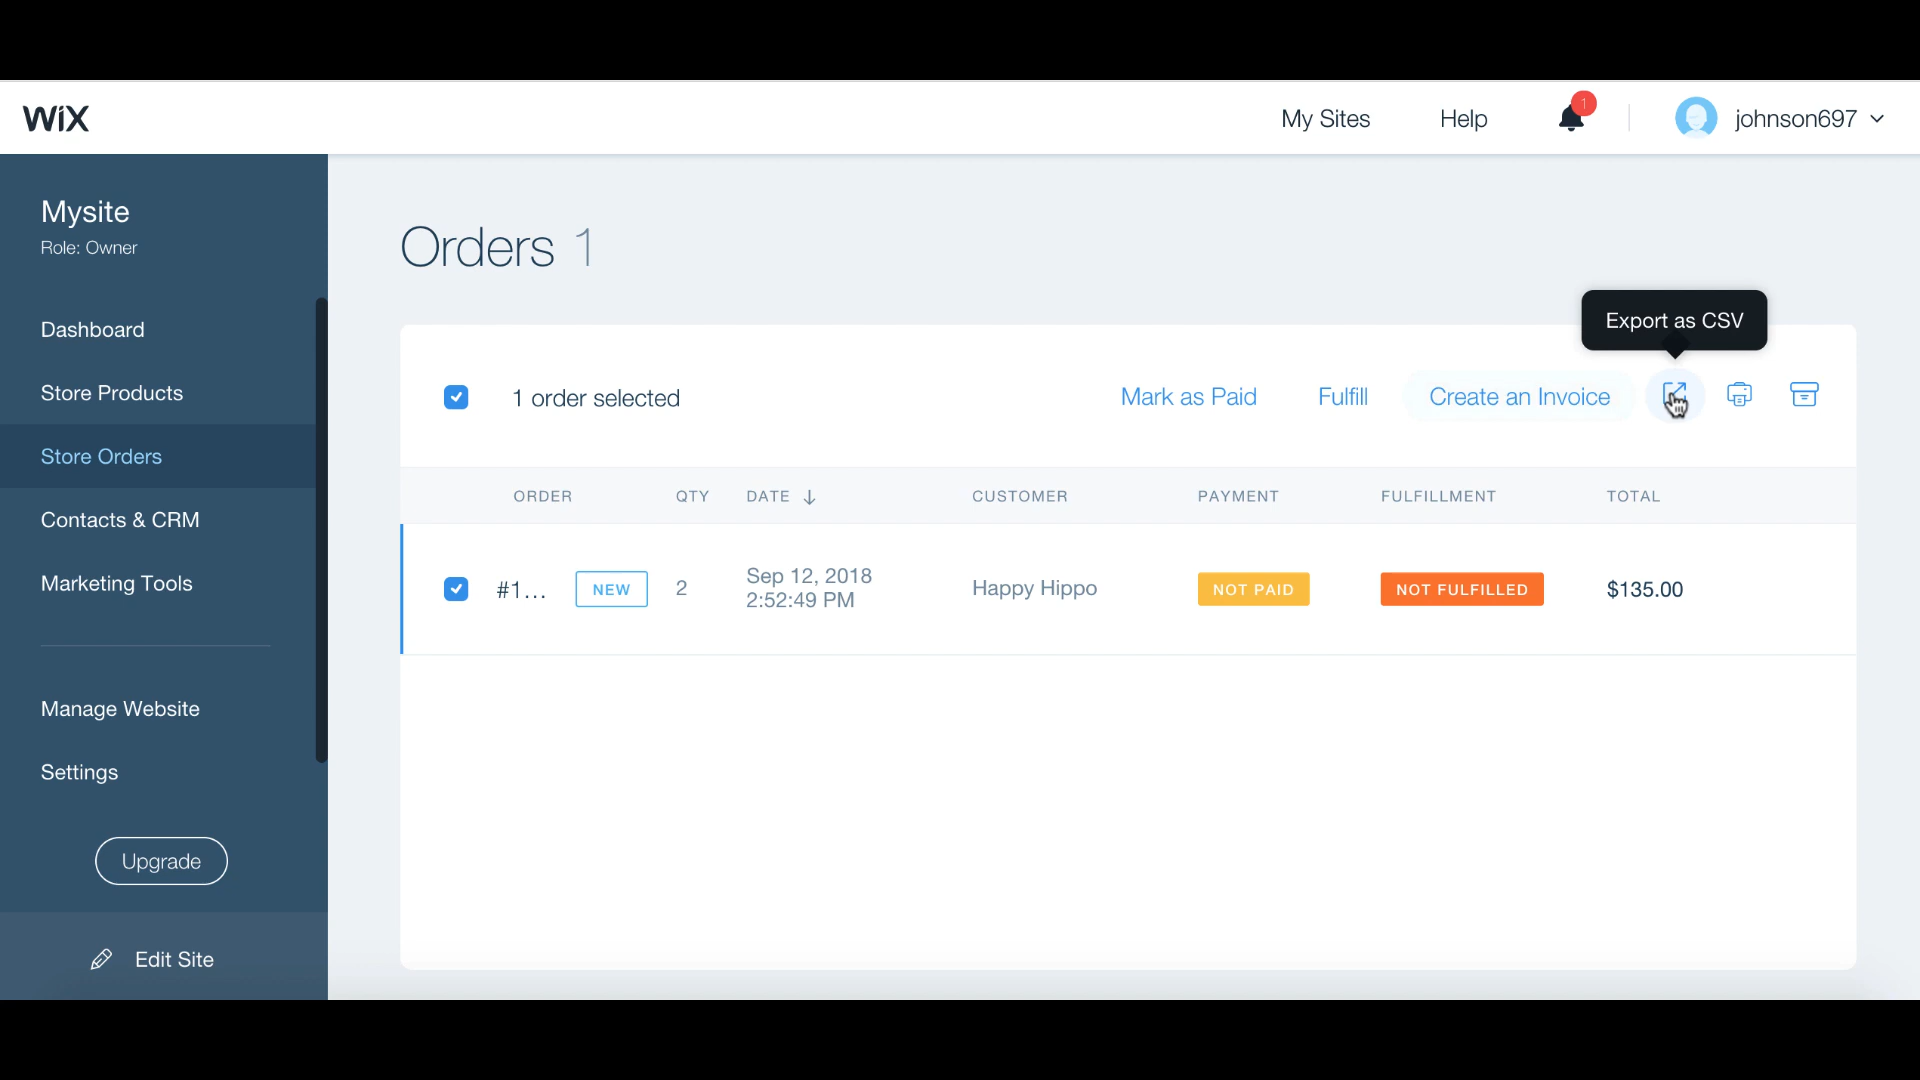 WiX
My Sites
Help
1
johnson697
Mysite
Role: Owner
Dashboard
Store Products
Store Orders
Contacts & CRM
Marketing Tools
Manage Website
Settings
Upgrade
Edit Site
Orders 1
Export as CSV
1 order selected
Mark as Paid
Fulfill
Create an Invoice
ORDER QTY DATE CUSTOMER PAYMENT FULFILLMENT TOTAL
#1... NEW 2 Sep 12, 2018 Happy Hippo NOT PAID NOT FULFILLED $135.00
2:52:49 PM